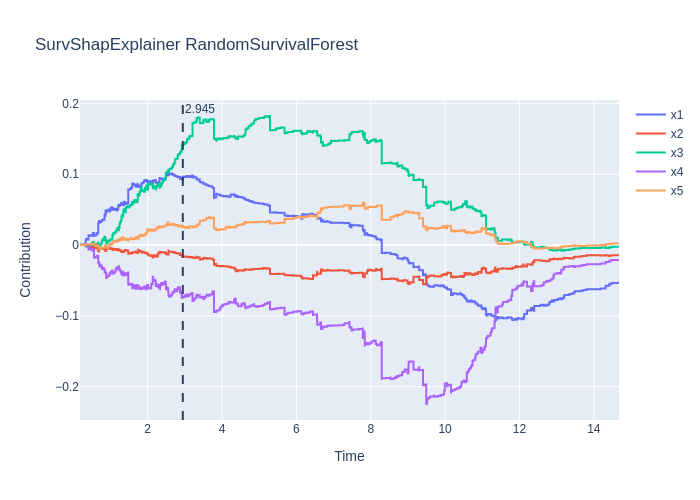 SurvShapExplainer RandomSurvivalForest
2.945
x1
x2
x3
x4
x5
Contribution
0.2
0.1
0
−0.1
−0.2
2
4
6
8
10
12
14
Time